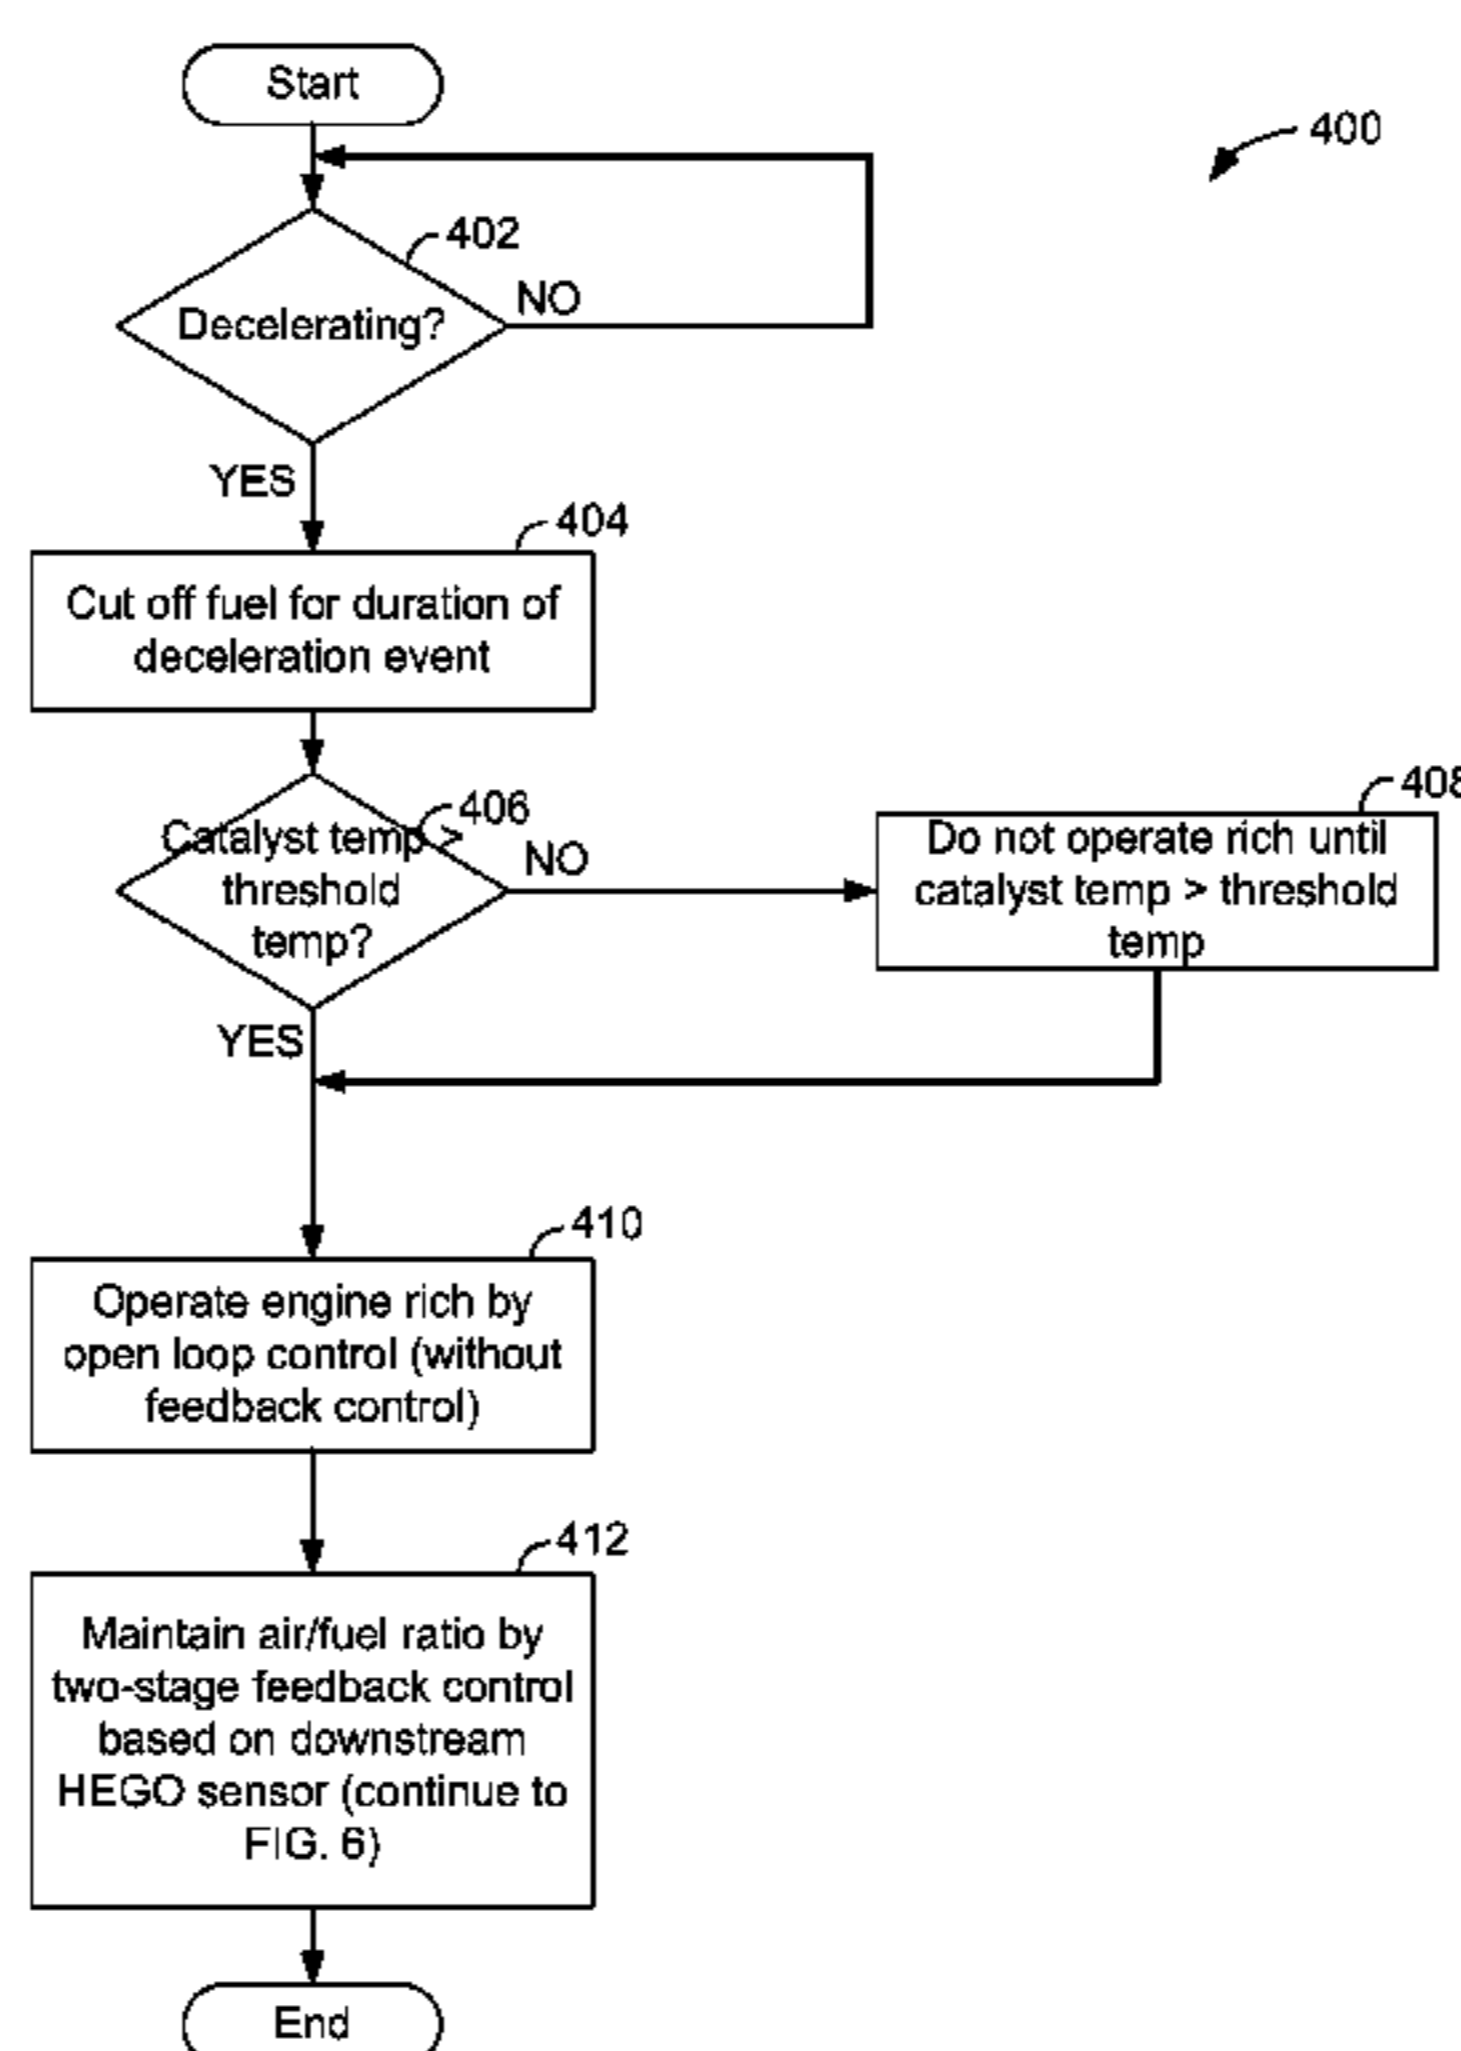 Start
400
402
Decelerating?
NO
YES
404
Cut off fuel for duration of
deceleration event
406
Catalyst temp >
threshold
temp?
NO
408
Do not operate rich until
catalyst temp > threshold
temp
YES
410
Operate engine rich by
open loop control (without
feedback control)
412
Maintain air/fuel ratio by
two-stage feedback control
based on downstream
HEGO sensor (continue to
FIG. 6)
End